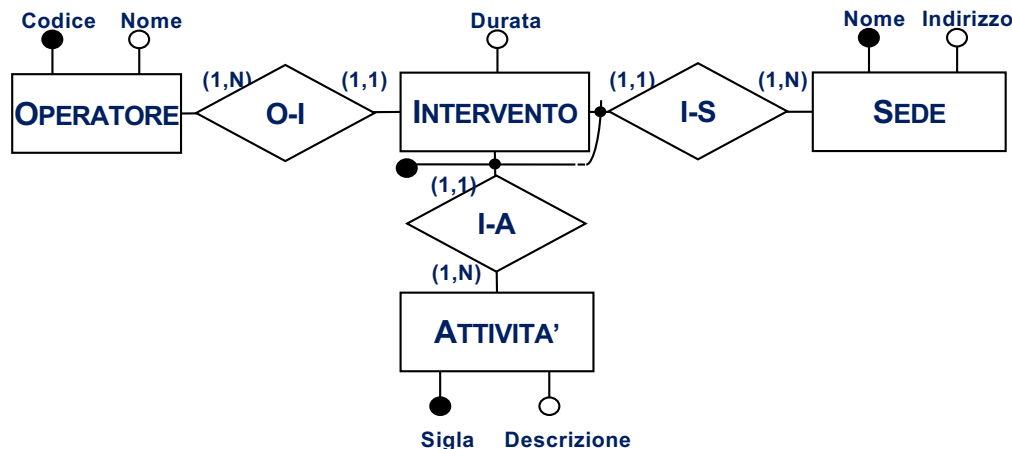 Codice Nome Durata Nome Indirizzo
(1,N) (1,1) (1,1) (1,N)
OPERATORE O-I INTERVENTO I-S SEDE
(1,1)
I-A
(1,N)
ATTIVITA’
Sigla Descrizione